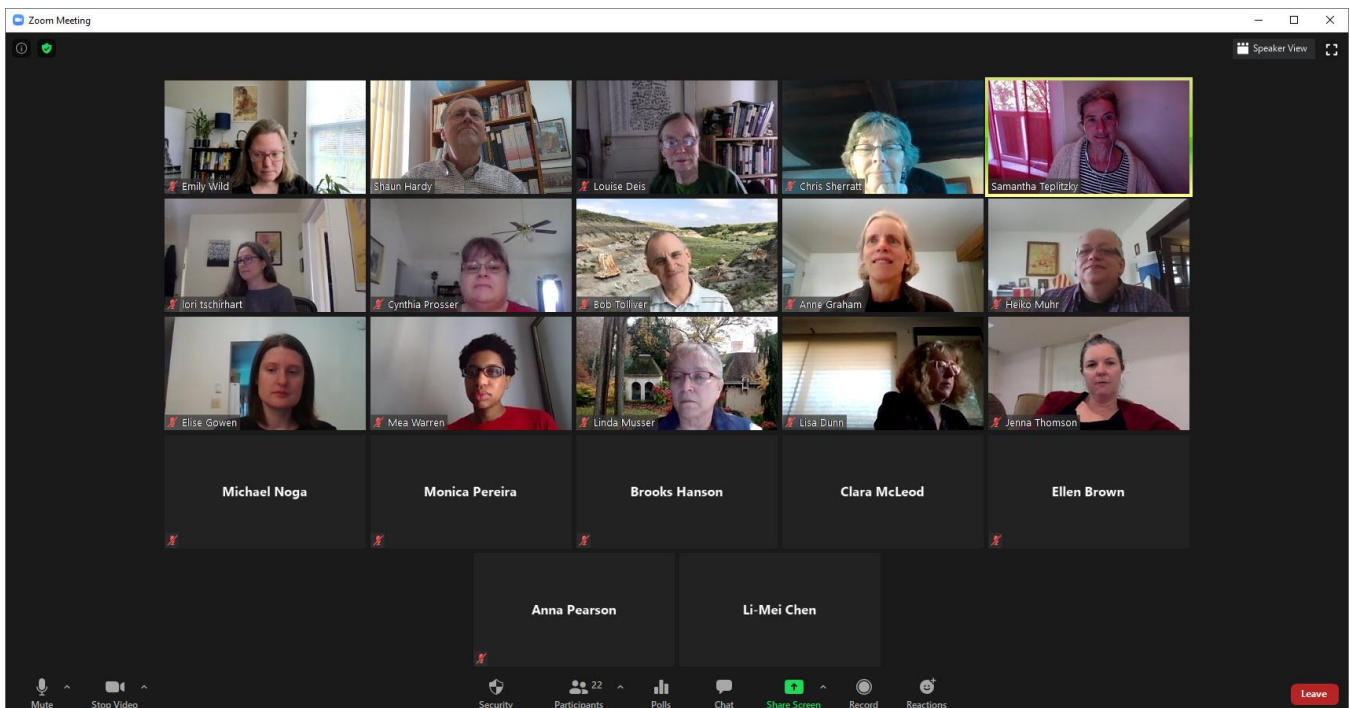 Zoom Meeting
Speaker View
Emily Wild
Shaun Hardy
Louise Deis
Chris Sherratt
Samantha Teplitzky
lori tschirhart
Cynthia Prosser
Bob Tolliver
Anne Graham
Heiko Muhr
Elise Gowen
Mea Warren
Linda Musser
Lisa Dunn
Jenna Thomson
Michael Noga
Monica Pereira
Brooks Hanson
Clara McLeod
Ellen Brown
Anna Pearson
Li-Mei Chen
22
Mute
Stop Video
Security
Participants
Polls
Chat
Share Screen
Record
Reactions
Leave